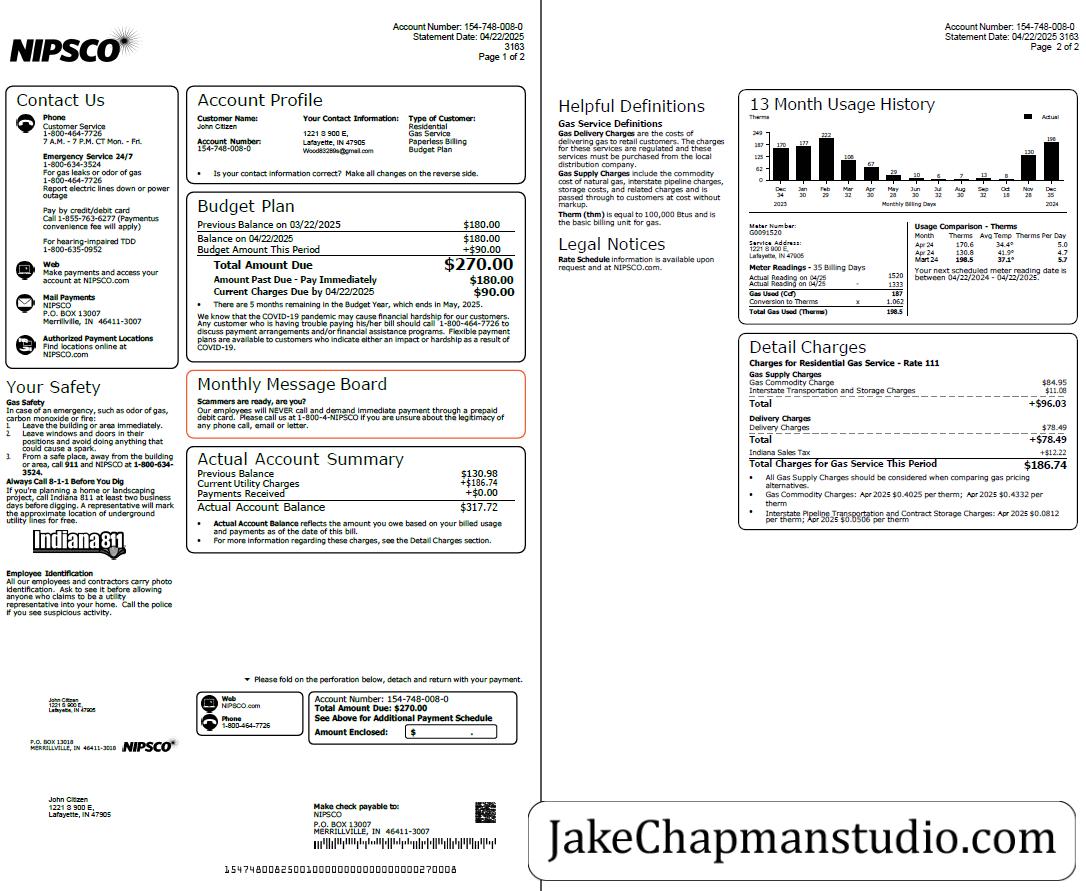 NIPSCO
Account Number: 154-748-008-0
Statement Date: 04/22/2025
3163
Page 1 of 2
Contact Us
Phone
Customer Service
1-800-464-7726
7 A.M. - 7 P.M. CT Mon. - Fri.
Emergency Service 24/7
1-800-634-3524
For gas leaks or odor of gas
1-800-464-7726
Report electric lines down or power
outage
Pay by credit/debit card
Call 1-855-763-6277 (Paymentus
convenience fee will apply)
For hearing-impaired TDD
1-800-635-0952
Web
Make payments and access your
account at NIPSCO.com
Mail Payments
NIPSCO
P.O. BOX 13007
Merrillville, IN 46411-3007
Authorized Payment Locations
Find locations online at
NIPSCO.com
Your Safety
Gas Safety
In case of an emergency, such as odor of gas,
carbon monoxide or fire:
1. Leave the building or area immediately.
2. Leave windows and doors in their
positions and avoid doing anything that
could cause a spark.
3. From a safe place, away from the building
or area, call 911 and NIPSCO at 1-800-634-
3524.
Always Call 8-1-1 Before You Dig
If you're planning a home or landscaping
project, call Indiana 811 at least two business
days before digging. A representative will mark
the approximate location of underground
utility lines for free.
Indiana 811
Employee Identification
All our employees and contractors carry photo
identification. Ask to see it before allowing
anyone who claims to be a utility
representative into your home. Call the police
if you see suspicious activity.
Account Profile
Customer Name:
John Citizen
Account Number:
154-748-008-0
Your Contact Information:
1221 S 900 E,
Lafayette, IN 47905
Wood83289s@gmail.com
Type of Customer:
Residential
Gas Service
Paperless Billing
Budget Plan
• Is your contact information correct? Make all changes on the reverse side.
Budget Plan
Previous Balance on 03/22/2025 $180.00
Balance on 04/22/2025 $180.00
Budget Amount This Period +$90.00
Total Amount Due $270.00
Amount Past Due - Pay Immediately $180.00
Current Charges Due by 04/22/2025 $90.00
• There are 5 months remaining in the Budget Year, which ends in May, 2025.
We know that the COVID-19 pandemic may cause financial hardship for our customers.
Any customer who is having trouble paying his/her bill should call 1-800-464-7726 to
discuss payment arrangements and/or financial assistance programs. Flexible payment
plans are available to customers who indicate either an impact or hardship as a result of
COVID-19.
Monthly Message Board
Scammers are ready, are you?
Our employees will NEVER call and demand immediate payment through a prepaid
debit card. Please call us at 1-800-4-NIPSCO if you are unsure about the legitimacy of
any phone call, email or letter.
Actual Account Summary
Previous Balance $130.98
Current Utility Charges +$186.74
Payments Received +$0.00
Actual Account Balance $317.72
• Actual Account Balance reflects the amount you owe based on your billed usage
and payments as of the date of this bill.
• For more information regarding these charges, see the Detail Charges section.
Please fold on the perforation below, detach and return with your payment.
John Citizen
1221 S 900 E,
Lafayette, IN 47905
P.O. BOX 13018
MERRILLVILLE, IN 46411-3018 NIPSCO
Web
NIPSCO.com
Phone
1-800-464-7726
Account Number: 154-748-008-0
Total Amount Due: $270.00
See Above for Additional Payment Schedule
Amount Enclosed: $ .
John Citizen
1221 S 900 E,
Lafayette, IN 47905
Make check payable to:
NIPSCO
P.O. BOX 13007
MERRILLVILLE, IN 46411-3007
Account Number: 154-748-008-0
Statement Date: 04/22/2025 3163
Page 2 of 2
Helpful Definitions
Gas Service Definitions
Gas Delivery Charges are the costs of
delivering gas to retail customers. The charges
for these services are regulated and these
services must be purchased from the local
distribution company.
Gas Supply Charges include the commodity
cost of natural gas, interstate pipeline charges,
storage costs, and related charges and is
passed through to customers at cost without
markup.
Therm (thm) is equal to 100,000 Btus and is
the basic billing unit for gas.
Legal Notices
Rate Schedule information is available upon
request and at NIPSCO.com.
13 Month Usage History
Therms
Actual
249
187
125
62
0
170 177 222 108 67 29 10 6 7 13 8 130 198
Dec Jan Feb Mar Apr May Jun Jul Aug Sep Oct Nov Dec
34 30 29 32 30 28 30 32 30 32 18 28 35
2023 Monthly Billing Days 2024
Meter Number:
G0091520
Service Address:
1221 S 900 E,
Lafayette, IN 47905
Meter Readings - 35 Billing Days
Actual Reading on 04/25 1520
Actual Reading on 04/25 - 1333
Gas Used (Ccf) 187
Conversion to Therms x 1.062
Total Gas Used (Therms) 198.5
Usage Comparison - Therms
Month Therms Avg Temp Therms Per Day
Apr 24 170.6 34.4° 5.0
Apr 24 130.8 41.9° 4.7
Mart 24 198.5 37.1° 5.7
Your next scheduled meter reading date is
between 04/22/2024 - 04/22/2025.
Detail Charges
Charges for Residential Gas Service - Rate 111
Gas Supply Charges
Gas Commodity Charge $84.95
Interstate Transportation and Storage Charges $11.08
Total +$96.03
Delivery Charges
Delivery Charges $78.49
Total +$78.49
Indiana Sales Tax +$12.22
Total Charges for Gas Service This Period $186.74
• All Gas Supply Charges should be considered when comparing gas pricing
alternatives.
• Gas Commodity Charges: Apr 2025 $0.4025 per therm; Apr 2025 $0.4332 per
therm
• Interstate Pipeline Transportation and Contract Storage Charges: Apr 2025 $0.0812
per therm; Apr 2025 $0.0506 per therm
JakeChapmanstudio.com